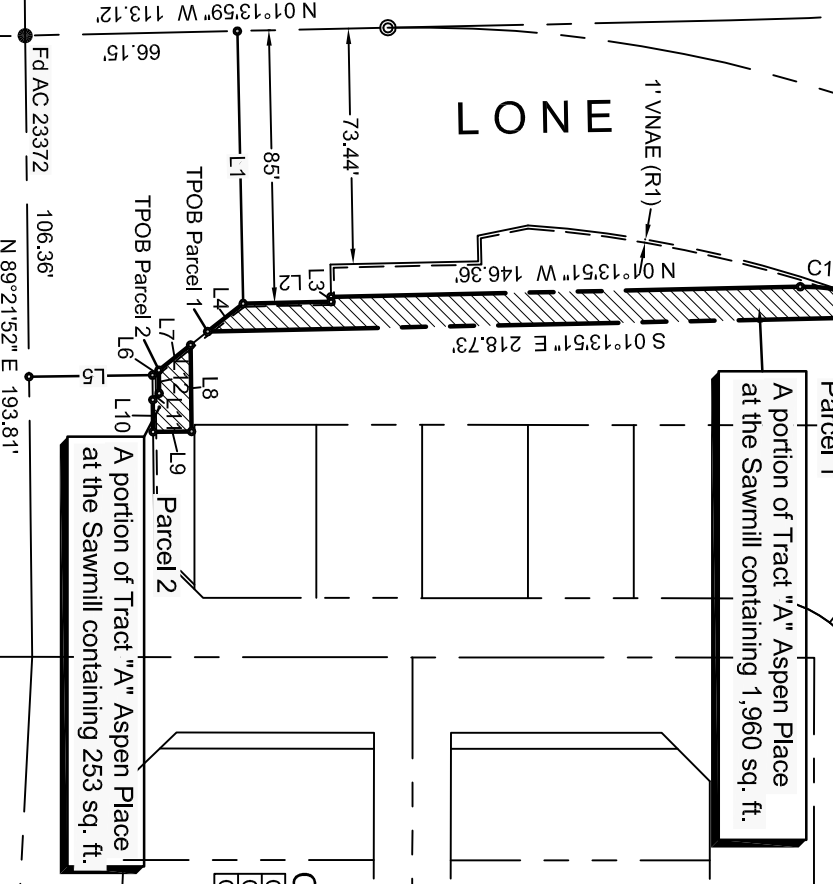 N 01°13'59" W 113.12'
66.15'
Fd AC 23372
106.36'
N 89°21'52" E 193.81'
L1
85'
73.44'
LONE
1' VNAE (R1)
C1
TPOB Parcel 1
TPOB Parcel 2
L2
L3
L4
N 01°13'51" W 146.36'
S 01°13'51" E 218.73'
L5
L6
L7
L8
L9
L10
L11
L12
Parcel 2
Parcel 1
A portion of Tract "A" Aspen Place
at the Sawmill containing 1,960 sq. ft.
A portion of Tract "A" Aspen Place
at the Sawmill containing 253 sq. ft.